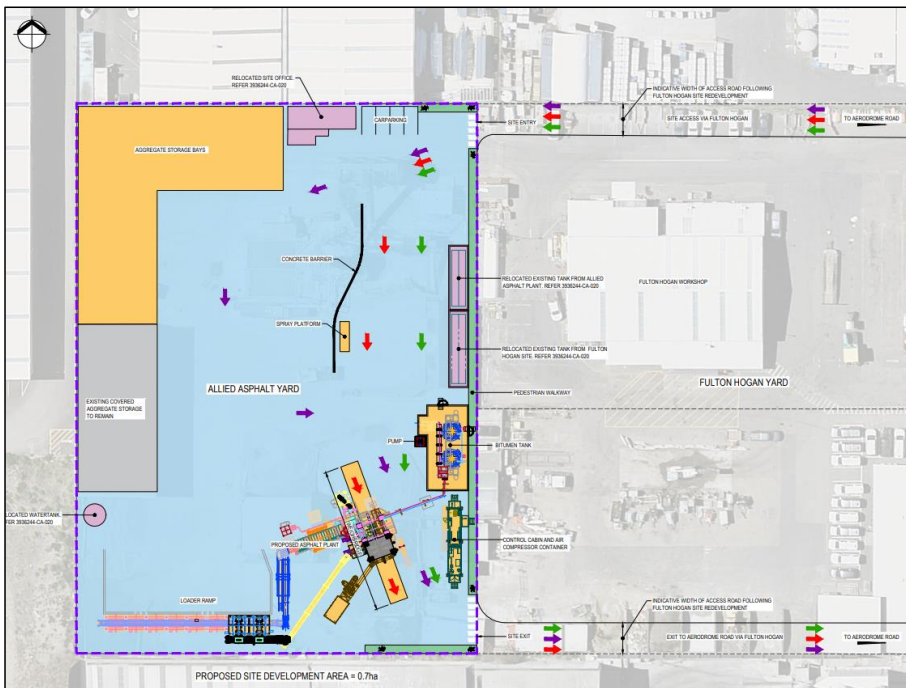 RELOCATED SITE OFFICE.
REFER 3936244-CA-020
CARPARKING
INDICATIVE WIDTH OF ACCESS ROAD FOLLOWING
FULTON HOGAN SITE REDEVELOPMENT
SITE ENTRY
SITE ACCESS VIA FULTON HOGAN
TO AERODROME ROAD
AGGREGATE STORAGE BAYS
CONCRETE BARRIER
RELOCATED EXISTING TANK FROM ALLIED
ASPHALT PLANT. REFER 3936244-CA-020
FULTON HOGAN WORKSHOP
SPRAY PLATFORM
RELOCATED EXISTING TANK FROM FULTON
HOGAN SITE. REFER 3936244-CA-020
ALLIED ASPHALT YARD
FULTON HOGAN YARD
PEDESTRIAN WALKWAY
EXISTING COVERED
AGGREGATE STORAGE
TO REMAIN
PUMP
BITUMEN TANK
LOCATED WATERTANK.
FER 3936244-CA-020
PROPOSED ASPHALT PLANT
CONTROL CABIN AND AIR
COMPRESSOR CONTAINER
LOADER RAMP
INDICATIVE WIDTH OF ACCESS ROAD FOLLOWING
FULTON HOGAN SITE REDEVELOPMENT
SITE EXIT
EXIT TO AERODROME ROAD VIA FULTON HOGAN
TO AERODROME ROAD
PROPOSED SITE DEVELOPMENT AREA = 0.7ha